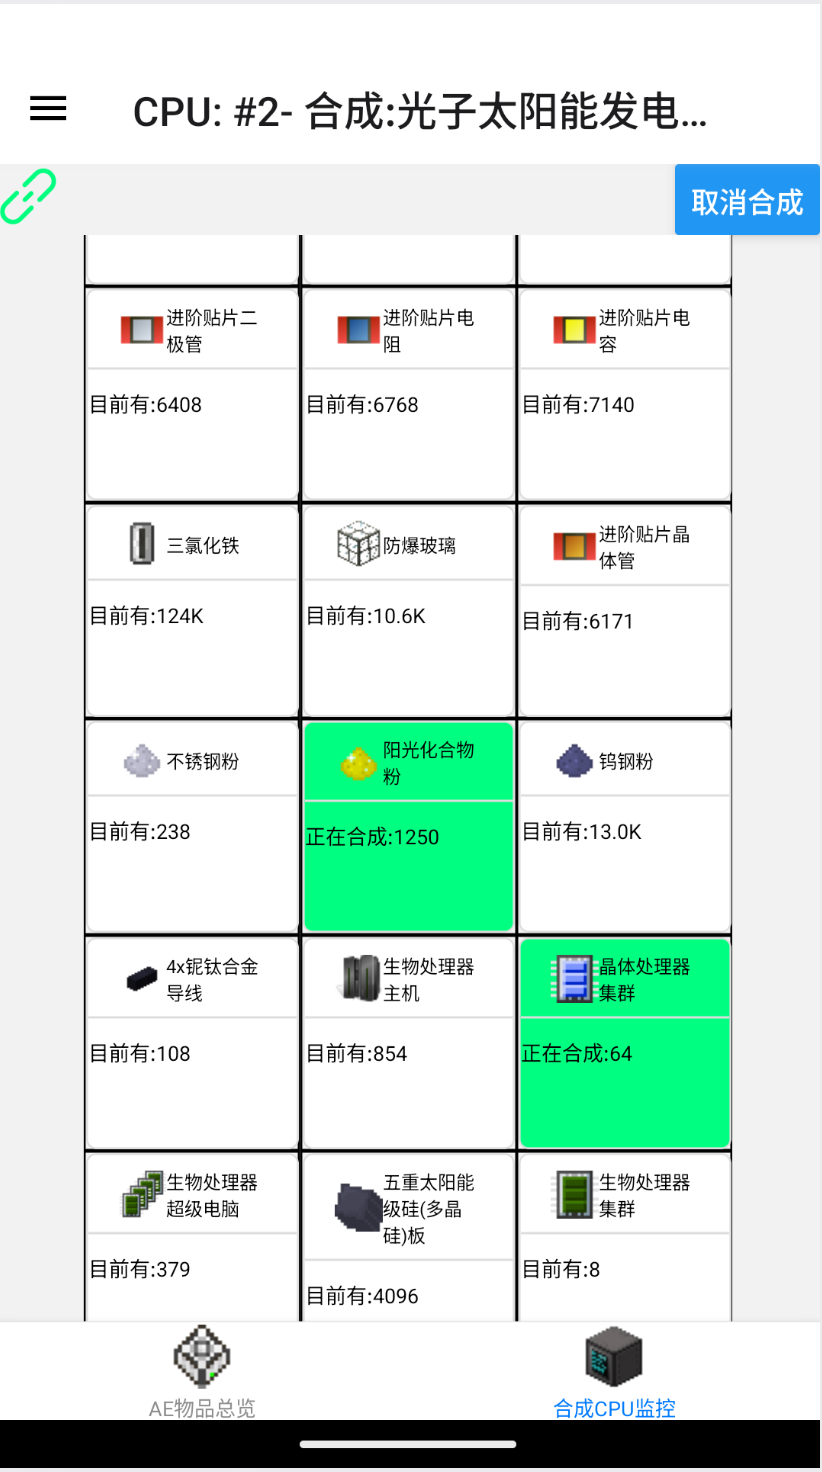 CPU: #2- 合成:光子太阳能发电...
取消合成
进阶贴片二
极管
进阶贴片电
阻
进阶贴片电
容
目前有:6408
目前有:6768
目前有:7140
三氯化铁
防爆玻璃
进阶贴片晶
体管
目前有:124K
目前有:10.6K
目前有:6171
不锈钢粉
阳光化合物
粉
钨钢粉
目前有:238
正在合成:1250
目前有:13.0K
4x铌钛合金
导线
生物处理器
主机
晶体处理器
集群
目前有:108
目前有:854
正在合成:64
生物处理器
超级电脑
五重太阳能
级硅(多晶
硅)板
生物处理器
集群
目前有:379
目前有:4096
目前有:8
AE物品总览
合成CPU监控